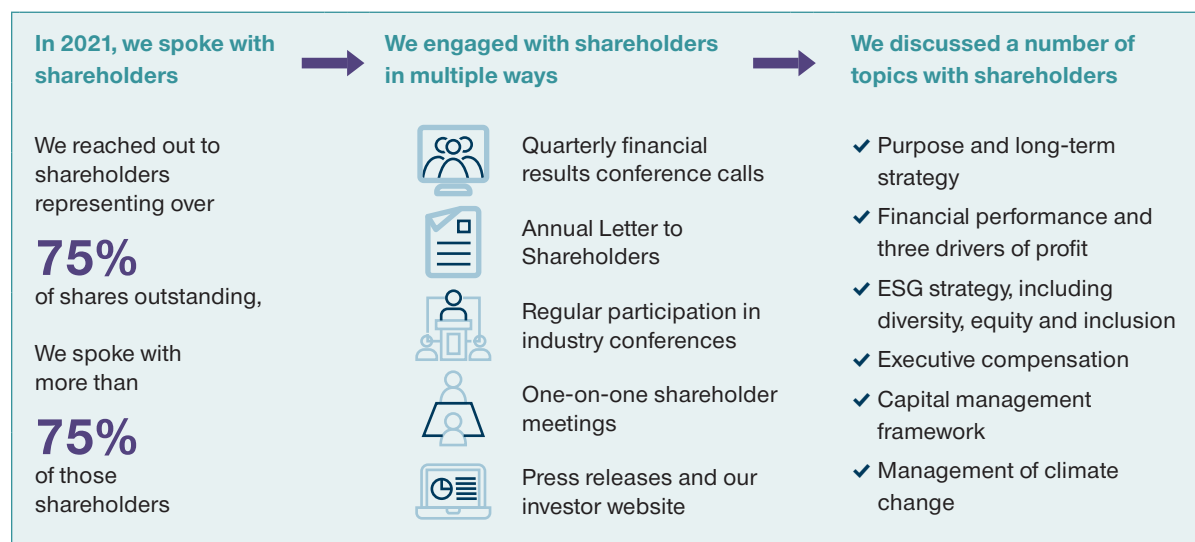 In 2021, we spoke with
shareholders
We reached out to
shareholders
representing over
75%
of shares outstanding,
We spoke with
more than
75%
of those
shareholders
We engaged with shareholders
in multiple ways
Quarterly financial
results conference calls
Annual Letter to
Shareholders
Regular participation in
industry conferences
One-on-one shareholder
meetings
Press releases and our
investor website
We discussed a number of
topics with shareholders
Purpose and long-term
strategy
Financial performance and
three drivers of profit
ESG strategy, including
diversity, equity and inclusion
Executive compensation
Capital management
framework
Management of climate
change